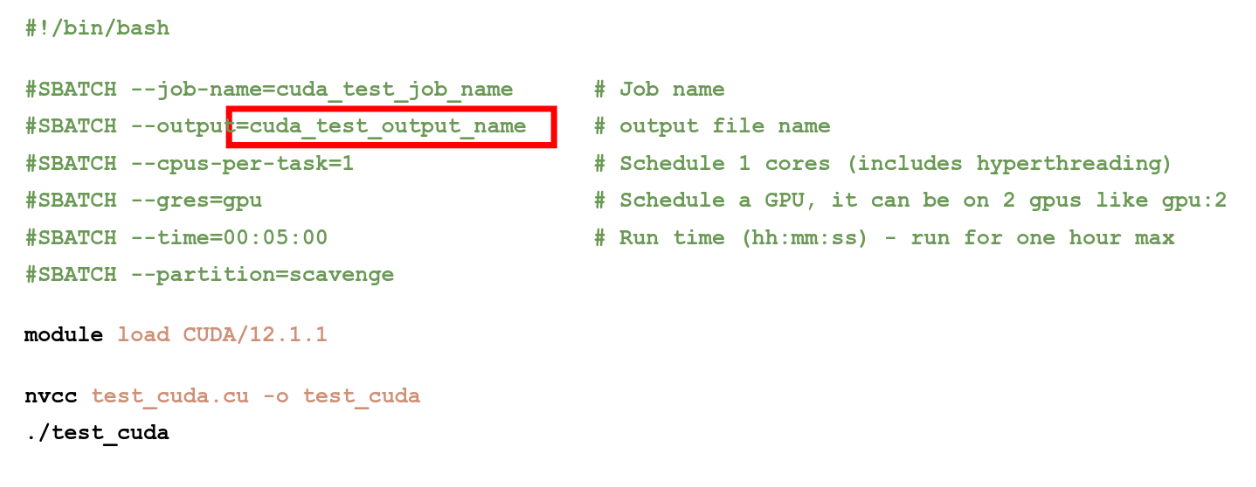 #!/bin/bash
#SBATCH --job-name=cuda_test_job_name # Job name
#SBATCH --output=cuda_test_output_name # output file name
#SBATCH --cpus-per-task=1 # Schedule 1 cores (includes hyperthreading)
#SBATCH --gres=gpu # Schedule a GPU, it can be on 2 gpus like gpu:2
#SBATCH --time=00:05:00 # Run time (hh:mm:ss) - run for one hour max
#SBATCH --partition=scavenge
module load CUDA/12.1.1
nvcc test_cuda.cu -o test_cuda
./test_cuda